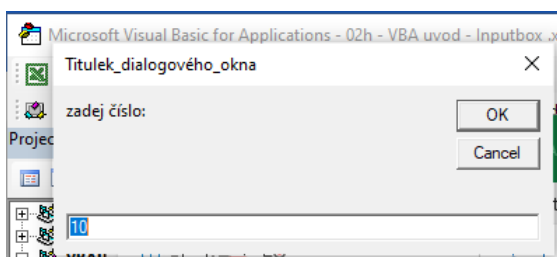 Microsoft Visual Basic for Applications - 02h - VBA uvod - Inputbox .x
Titulek_dialogového_okna
zadej číslo:
OK
Projec
Cancel
10